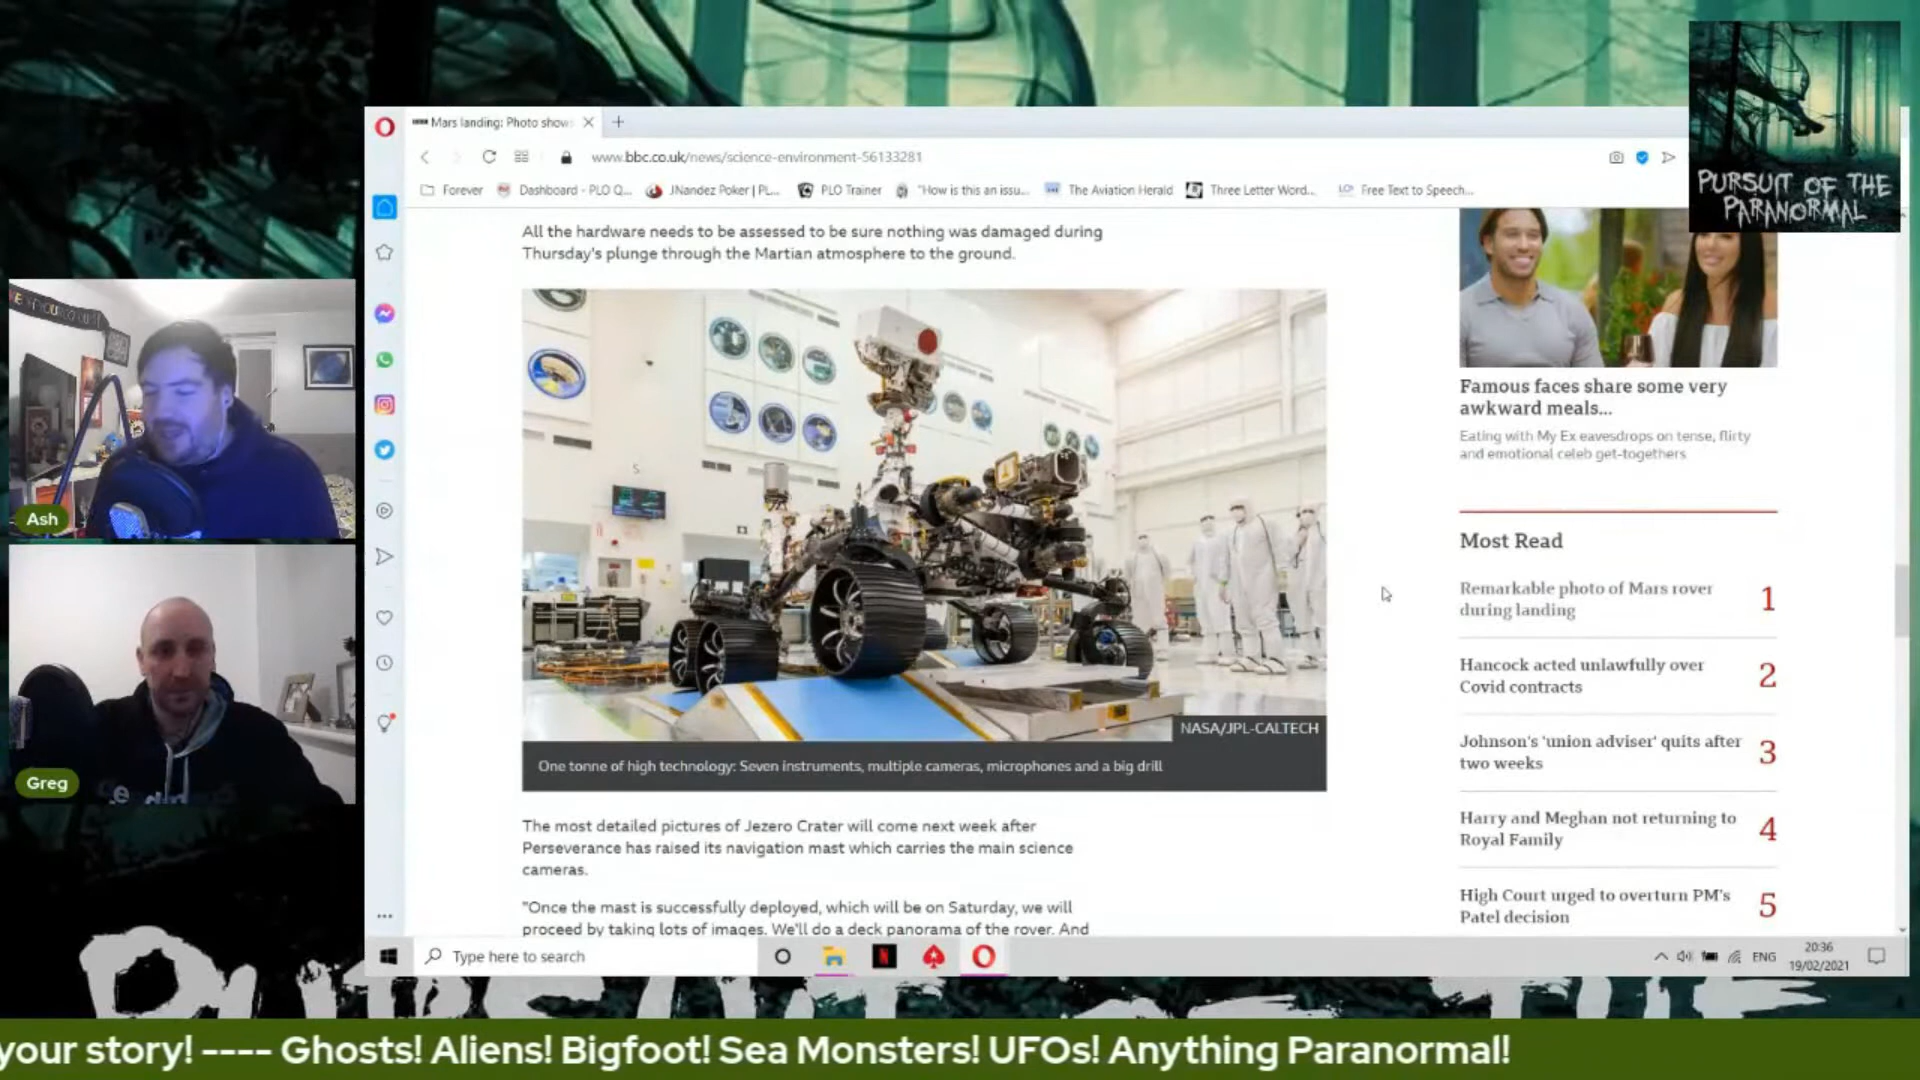 PURSUIT OF THE
PARANORMAL
Mars landing: Photo shows
www.bbc.co.uk/news/science-environment-56133281
Forever
Dashboard - PLO Q...
JNandez Poker | PL...
PLO Trainer
"How is this an issu...
The Aviation Herald
Three Letter Word...
Free Text to Speech...
All the hardware needs to be assessed to be sure nothing was damaged during
Thursday's plunge through the Martian atmosphere to the ground.
NASA/JPL-CALTECH
One tonne of high technology: Seven instruments, multiple cameras, microphones and a big drill
The most detailed pictures of Jezero Crater will come next week after
Perseverance has raised its navigation mast which carries the main science
cameras.
"Once the mast is successfully deployed, which will be on Saturday, we will
proceed by taking lots of images. We'll do a deck panorama of the rover. And
Famous faces share some very
awkward meals...
Eating with My Ex eavesdrops on tense, flirty
and emotional celeb get-togethers
Most Read
Remarkable photo of Mars rover
during landing
1
Hancock acted unlawfully over
Covid contracts
2
Johnson's 'union adviser' quits after
two weeks
3
Harry and Meghan not returning to
Royal Family
4
High Court urged to overturn PM's
Patel decision
5
Ash
Greg
Type here to search
ENG
20:36
19/02/2021
your story! ---- Ghosts! Aliens! Bigfoot! Sea Monsters! UFOs! Anything Paranormal!